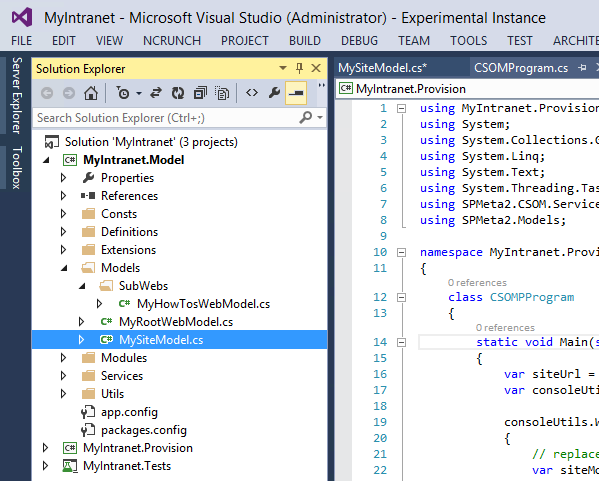 MyIntranet - Microsoft Visual Studio (Administrator) - Experimental Instance
FILE EDIT VIEW NCRUNCH PROJECT BUILD DEBUG TEAM TOOLS TEST ARCHITE
Server Explorer
Toolbox
Solution Explorer
Search Solution Explorer (Ctrl+;)
Solution 'MyIntranet' (3 projects)
C# MyIntranet.Model
Properties
References
Consts
Definitions
Extensions
Models
SubWebs
C# MyHowTosWebModel.cs
C# MyRootWebModel.cs
C# MySiteModel.cs
Modules
Services
Utils
app.config
packages.config
C# MyIntranet.Provision
MyIntranet.Tests
MySiteModel.cs* CSOMProgram.cs
C# MyIntranet.Provision
1 using MyIntranet.Provision
2 using System;
3 using System.Collections.G
4 using System.Linq;
5 using System.Text;
6 using System.Threading.Tas
7 using SPMeta2.CSOM.Service
8 using SPMeta2.Models;
9
10 namespace MyIntranet.Provi
11 {
0 references
12 class CSOMPProgram
13 {
0 references
14 static void Main(s
15 {
16 var siteUrl =
17 var consoleUti
18
19 consoleUtils.W
20 {
21 // replace
22 var siteMo